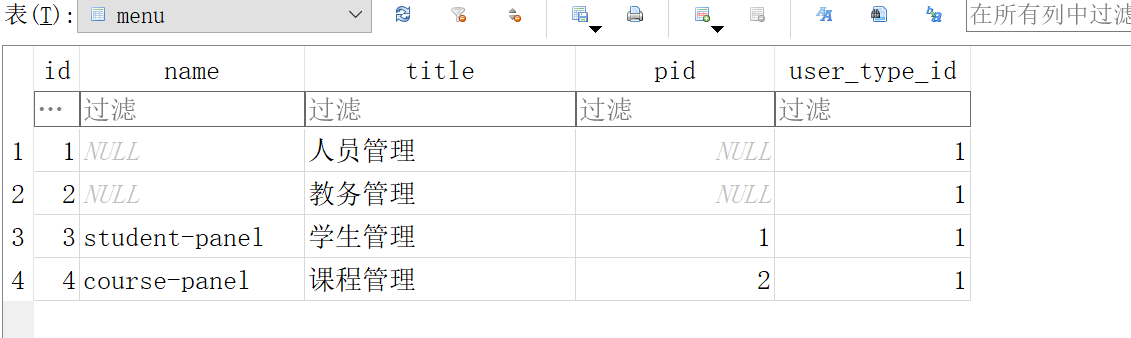 表(T): menu 在所有列中过滤
id name title pid user_type_id
… 过滤 过滤 过滤 过滤
1 1 NULL 人员管理 NULL 1
2 2 NULL 教务管理 NULL 1
3 3 student-panel 学生管理 1 1
4 4 course-panel 课程管理 2 1